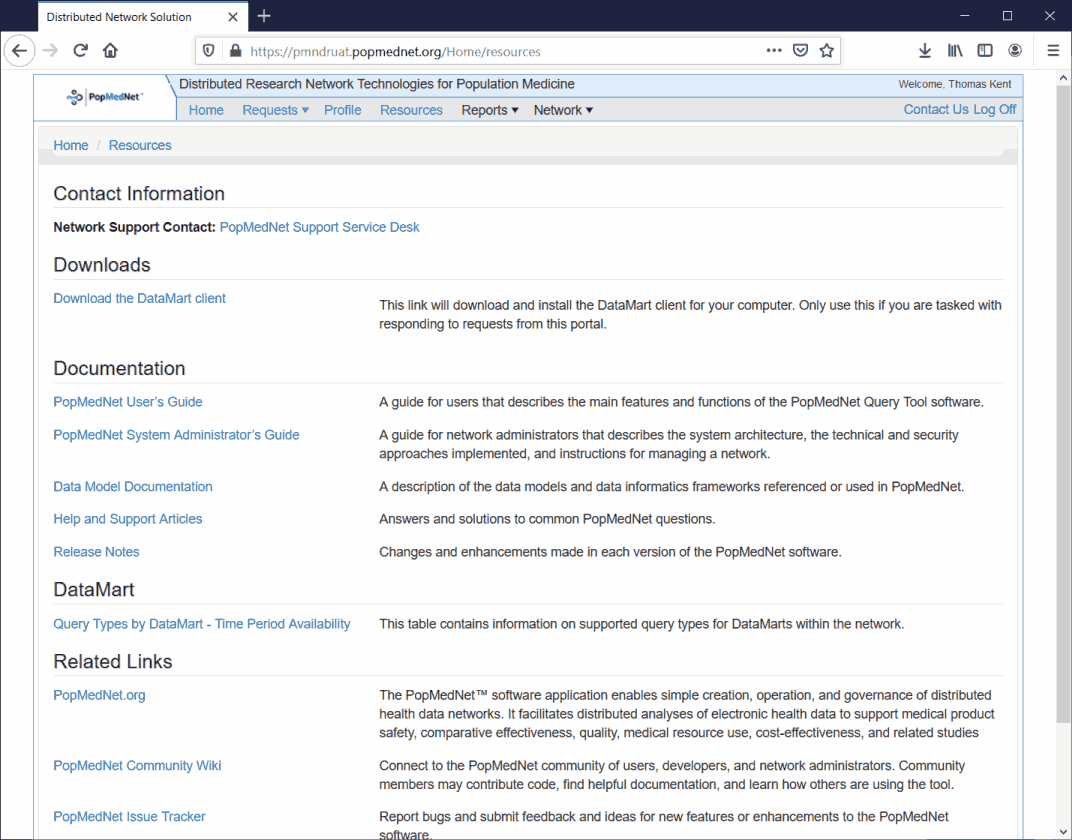 Distributed Network Solution
https://pmndruat.popmednet.org/Home/resources
PopMedNet™
Distributed Research Network Technologies for Population Medicine
Welcome, Thomas Kent
Home Requests ▾ Profile Resources Reports ▾ Network ▾ Contact Us Log Off
Home / Resources
Contact Information
Network Support Contact: PopMedNet Support Service Desk
Downloads
Download the DataMart client
This link will download and install the DataMart client for your computer. Only use this if you are tasked with
responding to requests from this portal.
Documentation
PopMedNet User’s Guide
A guide for users that describes the main features and functions of the PopMedNet Query Tool software.
PopMedNet System Administrator’s Guide
A guide for network administrators that describes the system architecture, the technical and security
approaches implemented, and instructions for managing a network.
Data Model Documentation
A description of the data models and data informatics frameworks referenced or used in PopMedNet.
Help and Support Articles
Answers and solutions to common PopMedNet questions.
Release Notes
Changes and enhancements made in each version of the PopMedNet software.
DataMart
Query Types by DataMart - Time Period Availability
This table contains information on supported query types for DataMarts within the network.
Related Links
PopMedNet.org
The PopMedNet™ software application enables simple creation, operation, and governance of distributed
health data networks. It facilitates distributed analyses of electronic health data to support medical product
safety, comparative effectiveness, quality, medical resource use, cost-effectiveness, and related studies
PopMedNet Community Wiki
Connect to the PopMedNet community of users, developers, and network administrators. Community
members may contribute code, find helpful documentation, and learn how others are using the tool.
PopMedNet Issue Tracker
Report bugs and submit feedback and ideas for new features or enhancements to the PopMedNet
software.